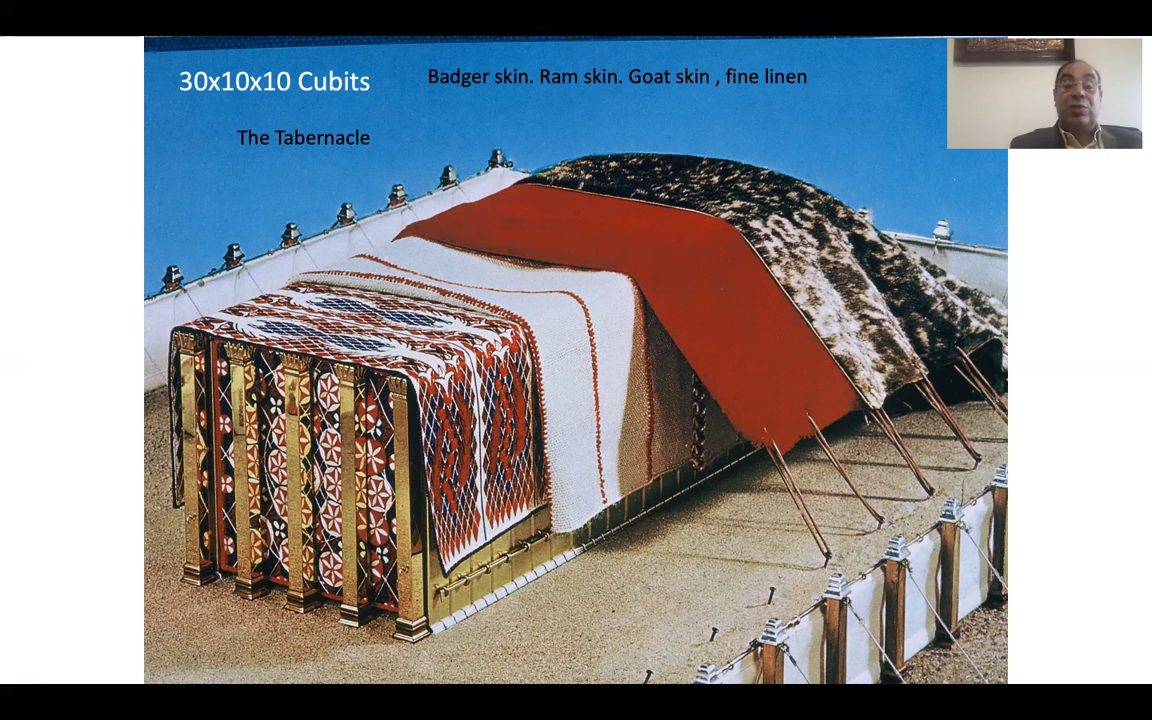 30x10x10 Cubits
Badger skin. Ram skin. Goat skin , fine linen
The Tabernacle